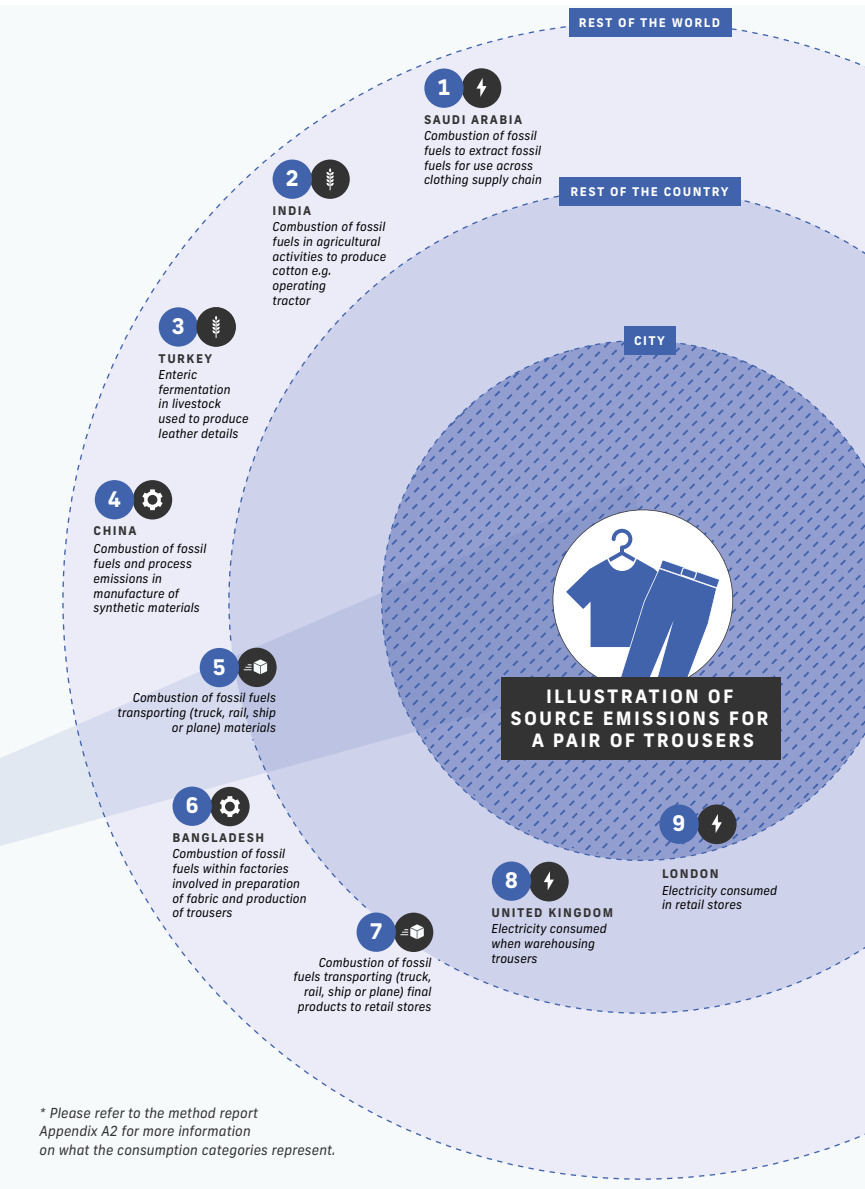 REST OF THE WORLD
1
SAUDI ARABIA
Combustion of fossil
fuels to extract fossil
fuels for use across
clothing supply chain
2
INDIA
Combustion of fossil
fuels in agricultural
activities to produce
cotton e.g.
operating
tractor
REST OF THE COUNTRY
3
TURKEY
Enteric
fermentation
in livestock
used to produce
leather details
CITY
4
CHINA
Combustion of fossil
fuels and process
emissions in
manufacture of
synthetic materials
5
Combustion of fossil fuels
transporting (truck, rail, ship
or plane) materials
ILLUSTRATION OF
SOURCE EMISSIONS FOR
A PAIR OF TROUSERS
6
BANGLADESH
Combustion of fossil
fuels within factories
involved in preparation
of fabric and production
of trousers
7
Combustion of fossil
fuels transporting (truck,
rail, ship or plane) final
products to retail stores
8
UNITED KINGDOM
Electricity consumed
when warehousing
trousers
9
LONDON
Electricity consumed
in retail stores
* Please refer to the method report
Appendix A2 for more information
on what the consumption categories represent.